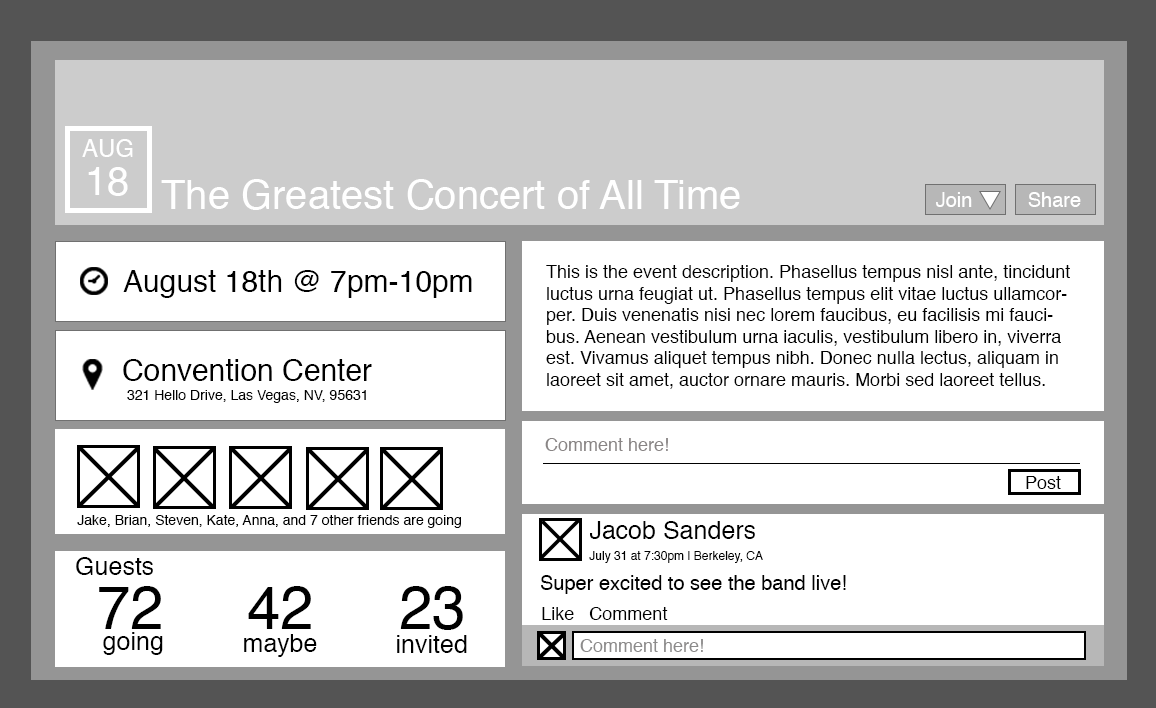 AUG
18
The Greatest Concert of All Time
Join
Share
August 18th @ 7pm-10pm
Convention Center
321 Hello Drive, Las Vegas, NV, 95631
Jake, Brian, Steven, Kate, Anna, and 7 other friends are going
Guests
72 42 23
going maybe invited
This is the event description. Phasellus tempus nisl ante, tincidunt
luctus urna feugiat ut. Phasellus tempus elit vitae luctus ullamcor-
per. Duis venenatis nisi nec lorem faucibus, eu facilisis mi fauci-
bus. Aenean vestibulum urna iaculis, vestibulum libero in, viverra
est. Vivamus aliquet tempus nibh. Donec nulla lectus, aliquam in
laoreet sit amet, auctor ornare mauris. Morbi sed laoreet tellus.
Comment here!
Post
Jacob Sanders
July 31 at 7:30pm | Berkeley, CA
Super excited to see the band live!
Like Comment
Comment here!